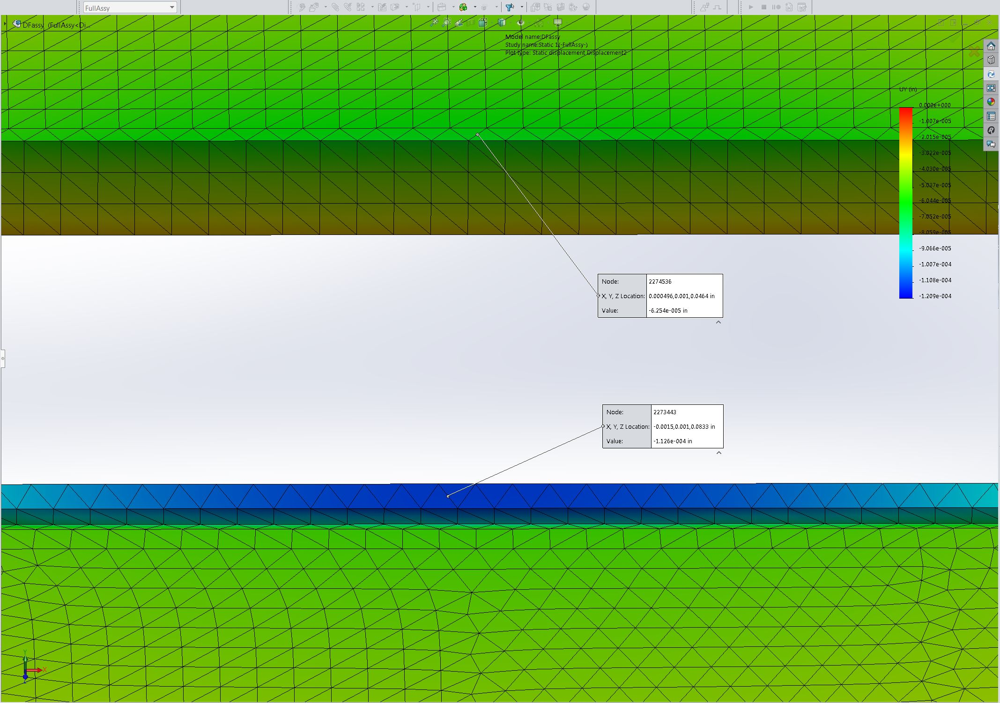 FullAssy
DFassy (FullAssy<Di...
Model name:DFassy
Study name:Static 1(-FullAssy-)
Plot type: Static displacement Displacement2
UY (in)
0.000e+000
-1.007e-005
-2.015e-005
-3.022e-005
-4.030e-005
-5.037e-005
-6.044e-005
-7.052e-005
-8.059e-005
-9.066e-005
-1.007e-004
-1.108e-004
-1.209e-004
Node: 2274536
X, Y, Z Location: 0.000496,0.001,0.0464 in
Value: -6.254e-005 in
Node: 2273443
X, Y, Z Location: -0.0015,0.001,0.0833 in
Value: -1.126e-004 in
Y
X
Z